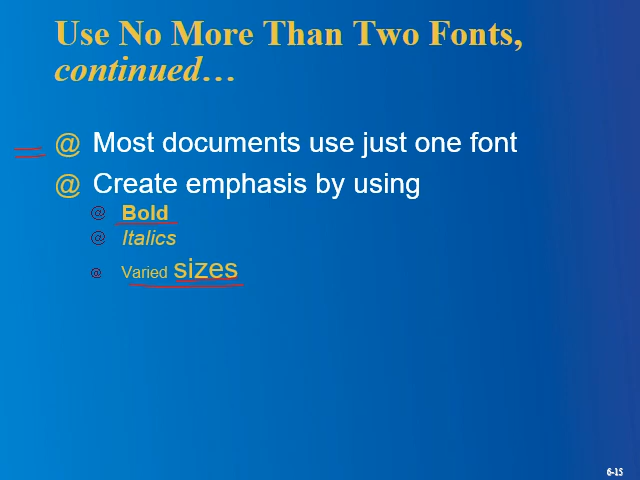 Use No More Than Two Fonts,
continued…
@ Most documents use just one font
@ Create emphasis by using
@ Bold
@ Italics
@ Varied sizes
6-15